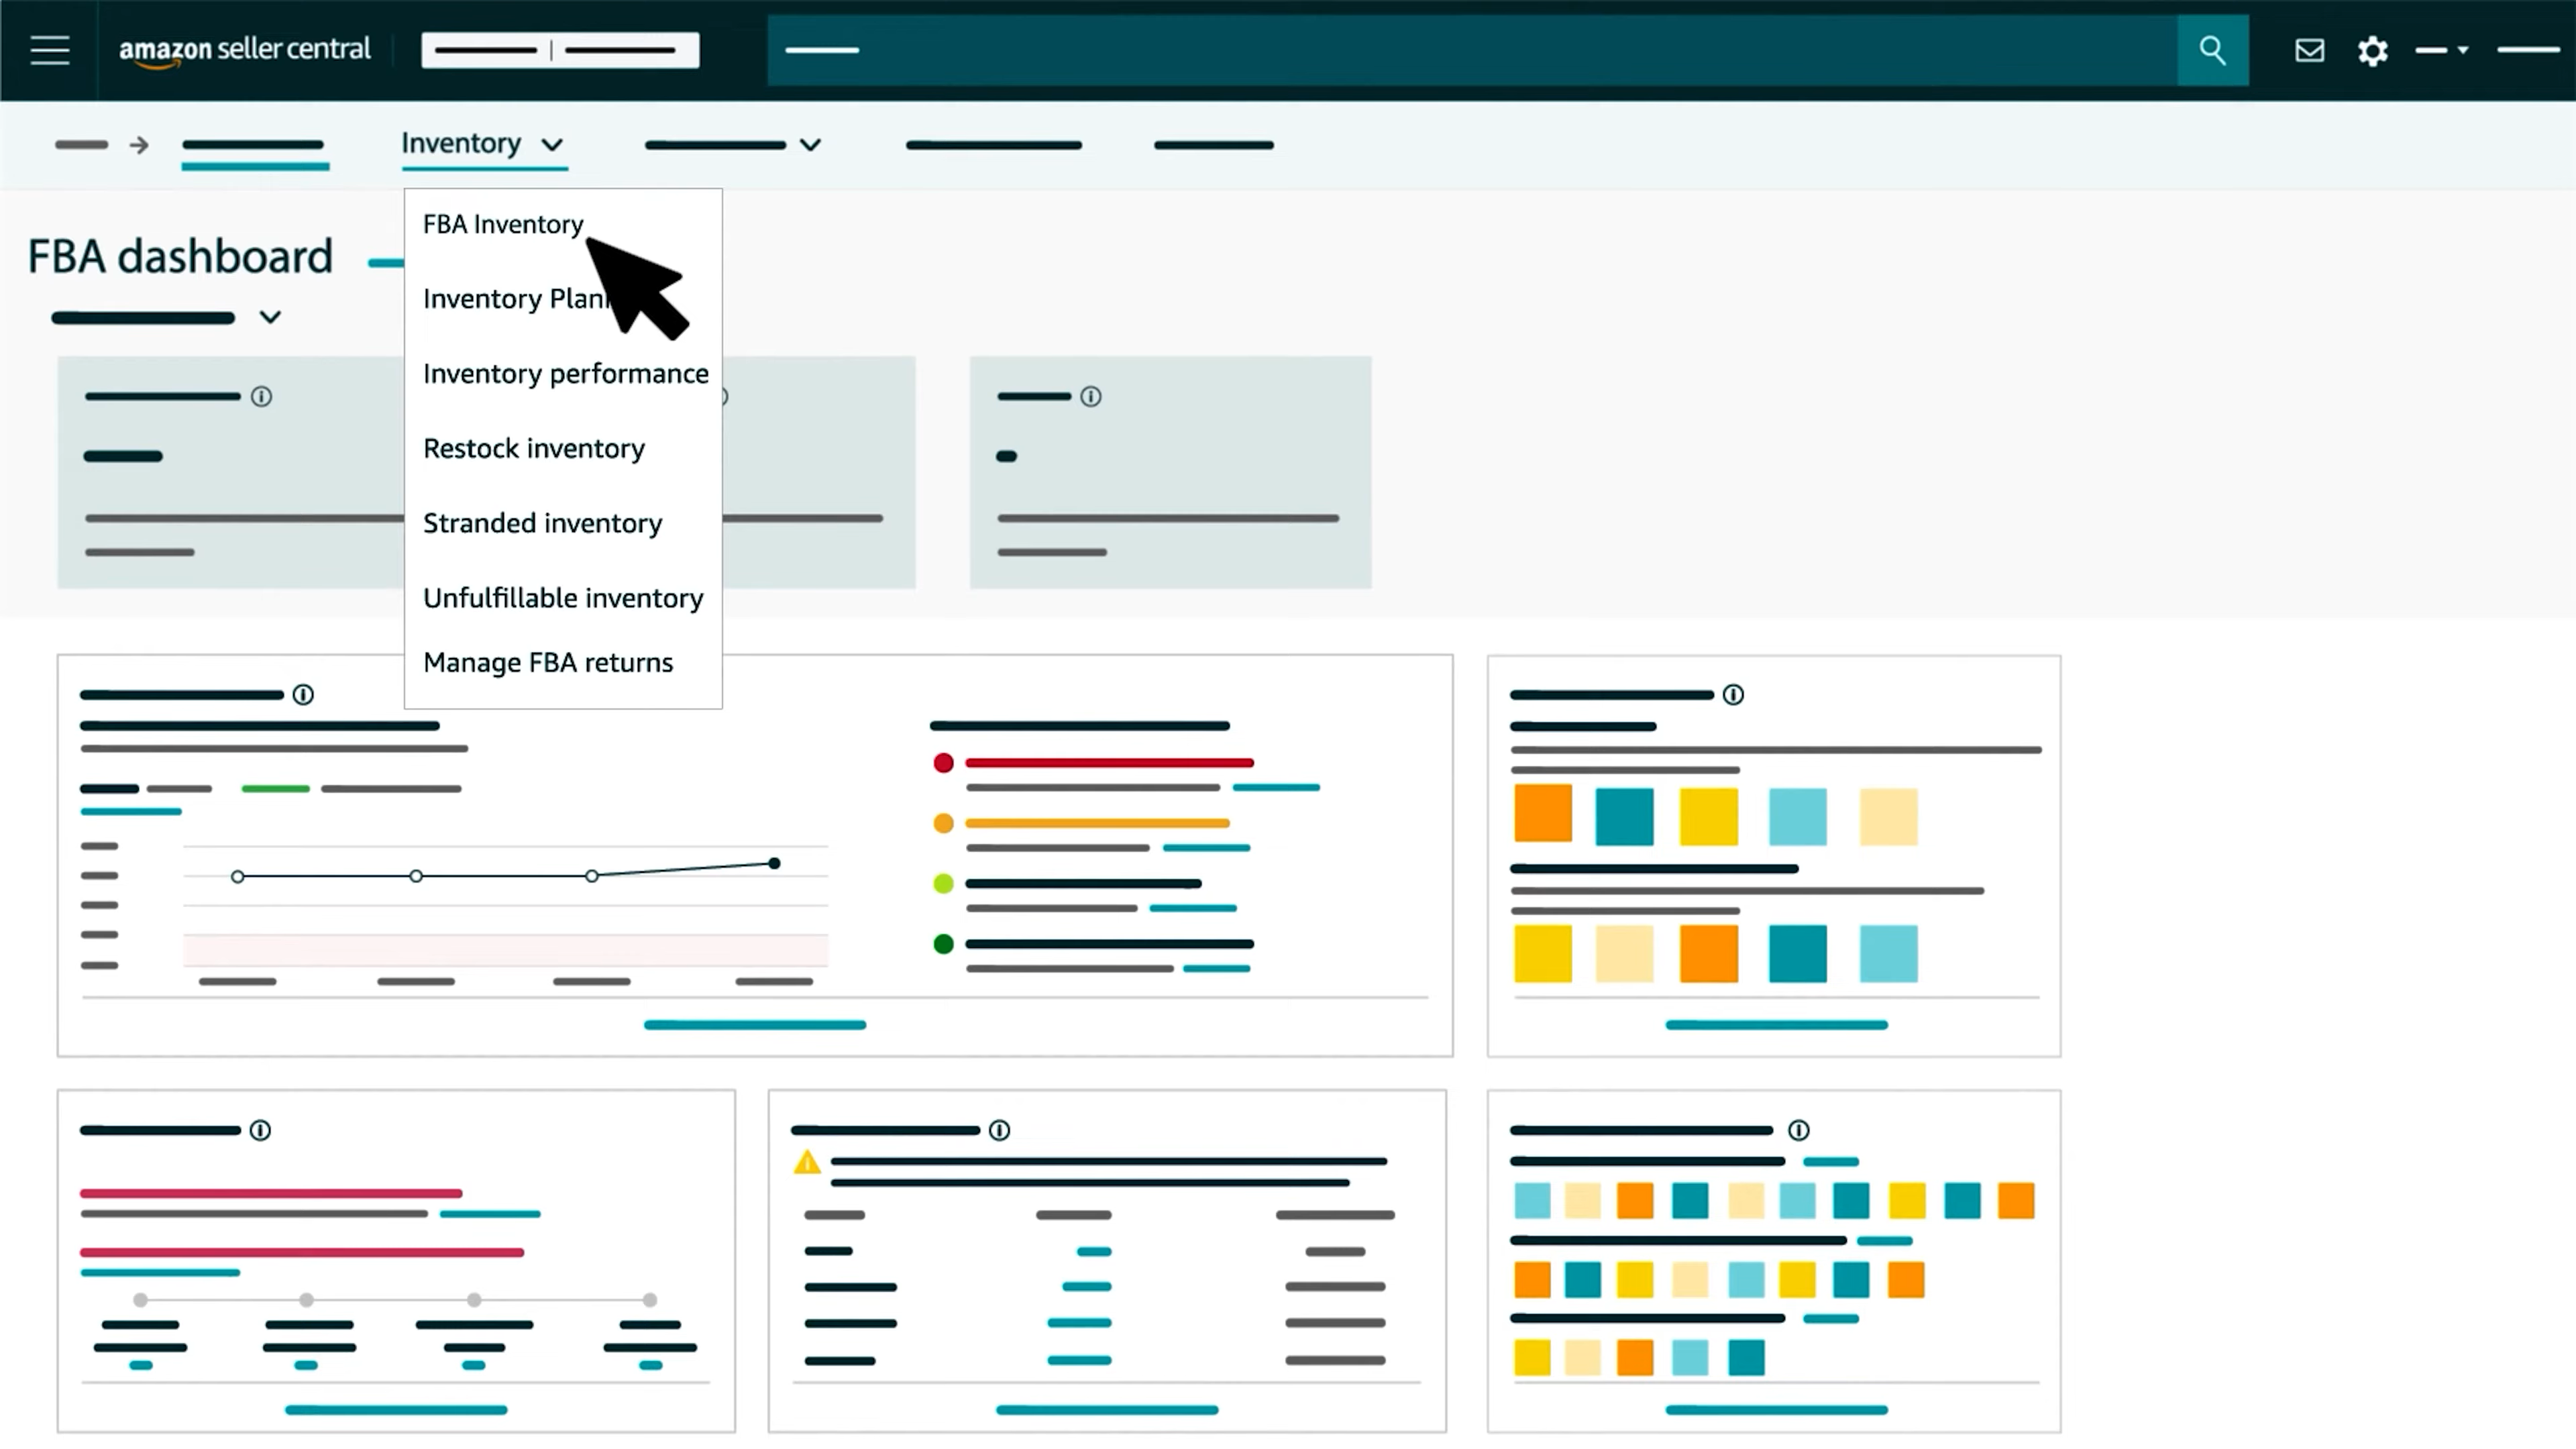 amazon seller central
Inventory
FBA dashboard
FBA Inventory
Inventory
Inventory performance
Restock inventory
Stranded inventory
Unfulfillable inventory
Manage FBA returns